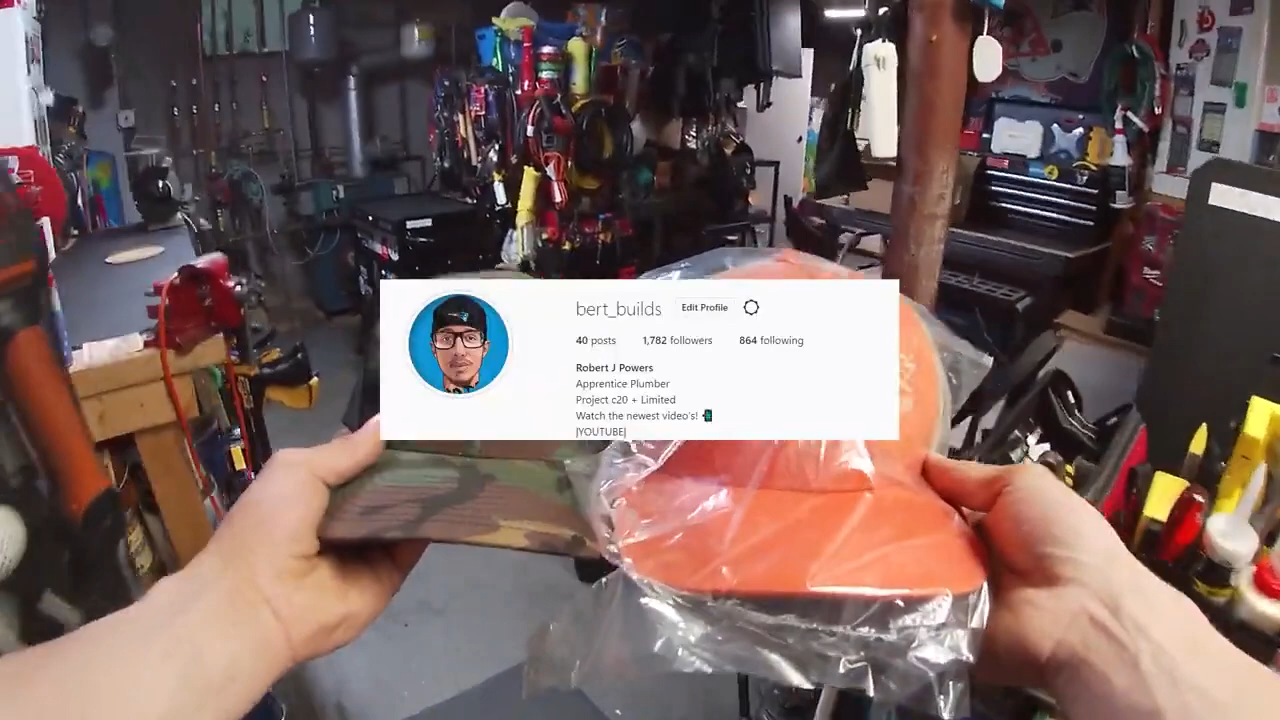 bert_builds Edit Profile
40 posts 1,782 followers 864 following
Robert J Powers
Apprentice Plumber
Project c20 + Limited
Watch the newest video's!
|YOUTUBE|